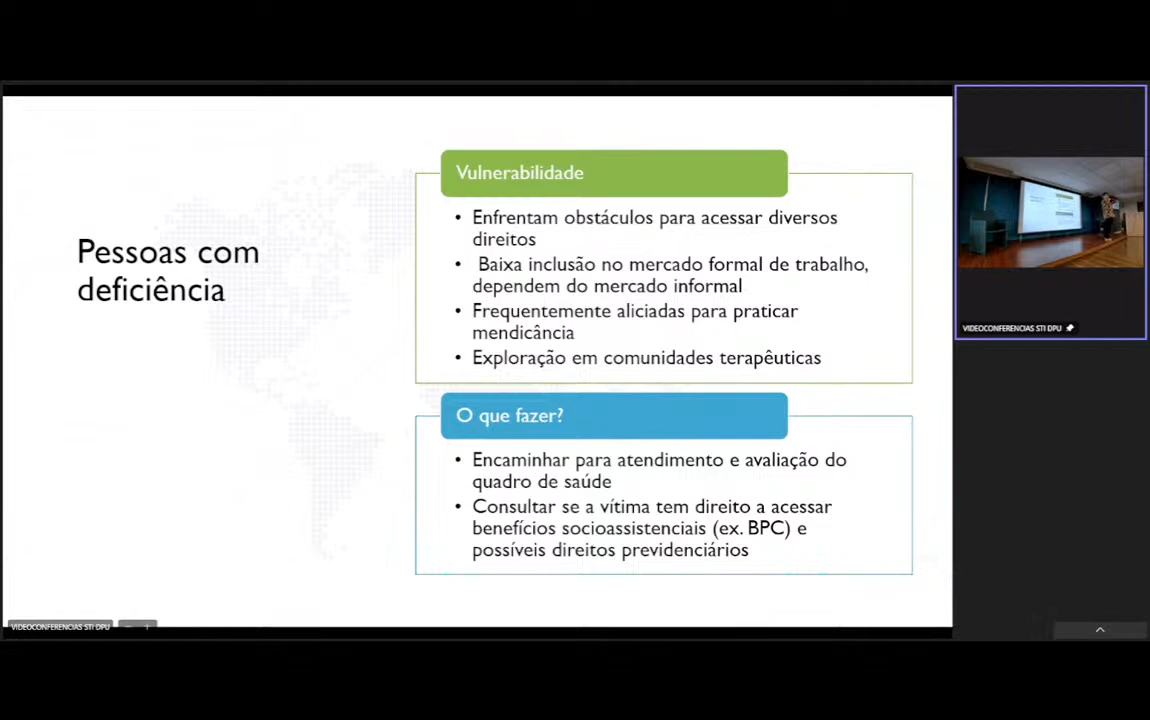 Pessoas com
deficiência
Vulnerabilidade
• Enfrentam obstáculos para acessar diversos
direitos
• Baixa inclusão no mercado formal de trabalho,
dependem do mercado informal
• Frequentemente aliciadas para praticar
mendicância
• Exploração em comunidades terapêuticas
O que fazer?
• Encaminhar para atendimento e avaliação do
quadro de saúde
• Consultar se a vítima tem direito a acessar
benefícios socioassistenciais (ex. BPC) e
possíveis direitos previdenciários
VIDEOCONFERENCIAS STI DPU
VIDEOCONFERENCIAS STI DPU